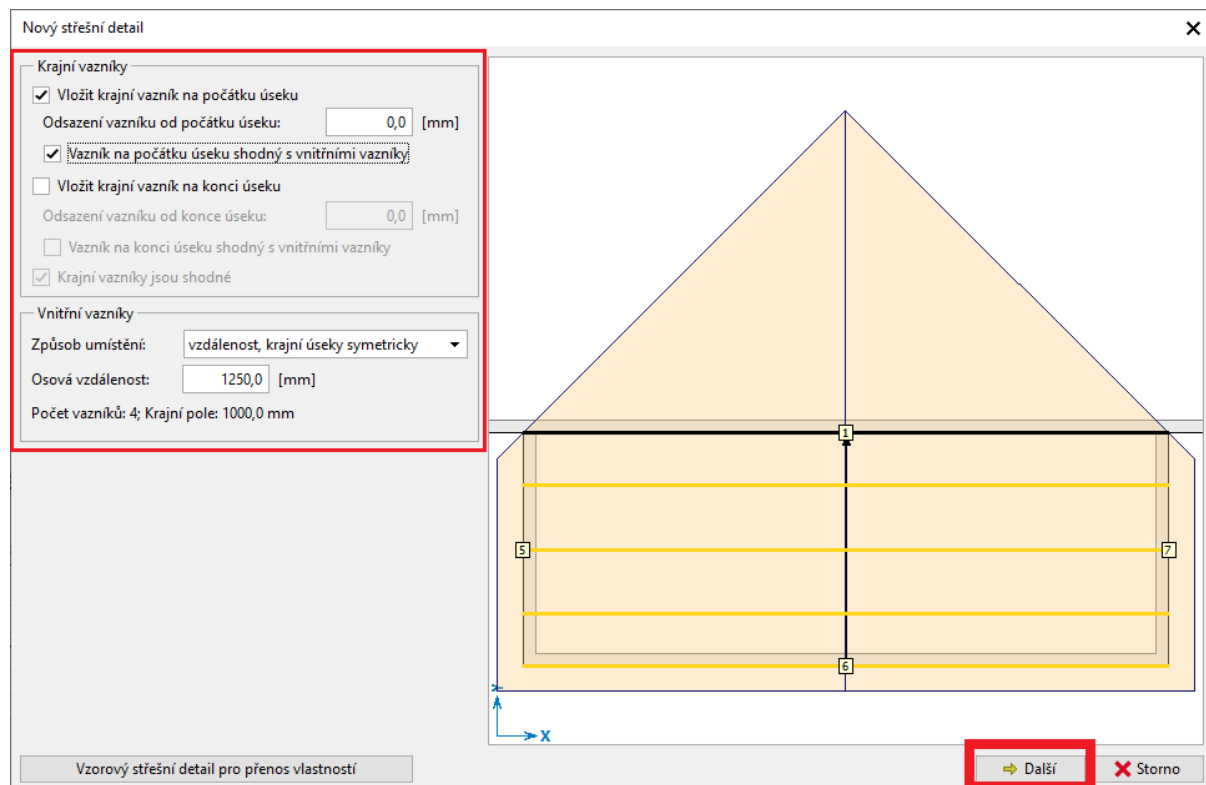 Nový střešní detail
Krajní vazníky
Vložit krajní vazník na počátku úseku
Odsazení vazníku od počátku úseku: 0,0 [mm]
Vazník na počátku úseku shodný s vnitřními vazníky
Vložit krajní vazník na konci úseku
Odsazení vazníku od konce úseku: 0,0 [mm]
Vazník na konci úseku shodný s vnitřními vazníky
Krajní vazníky jsou shodné
Vnitřní vazníky
Způsob umístění: vzdálenost, krajní úseky symetricky
Osová vzdálenost: 1250,0 [mm]
Počet vazníků: 4; Krajní pole: 1000,0 mm
1
5
7
6
Y
X
Vzorový střešní detail pro přenos vlastností
Další
Storno